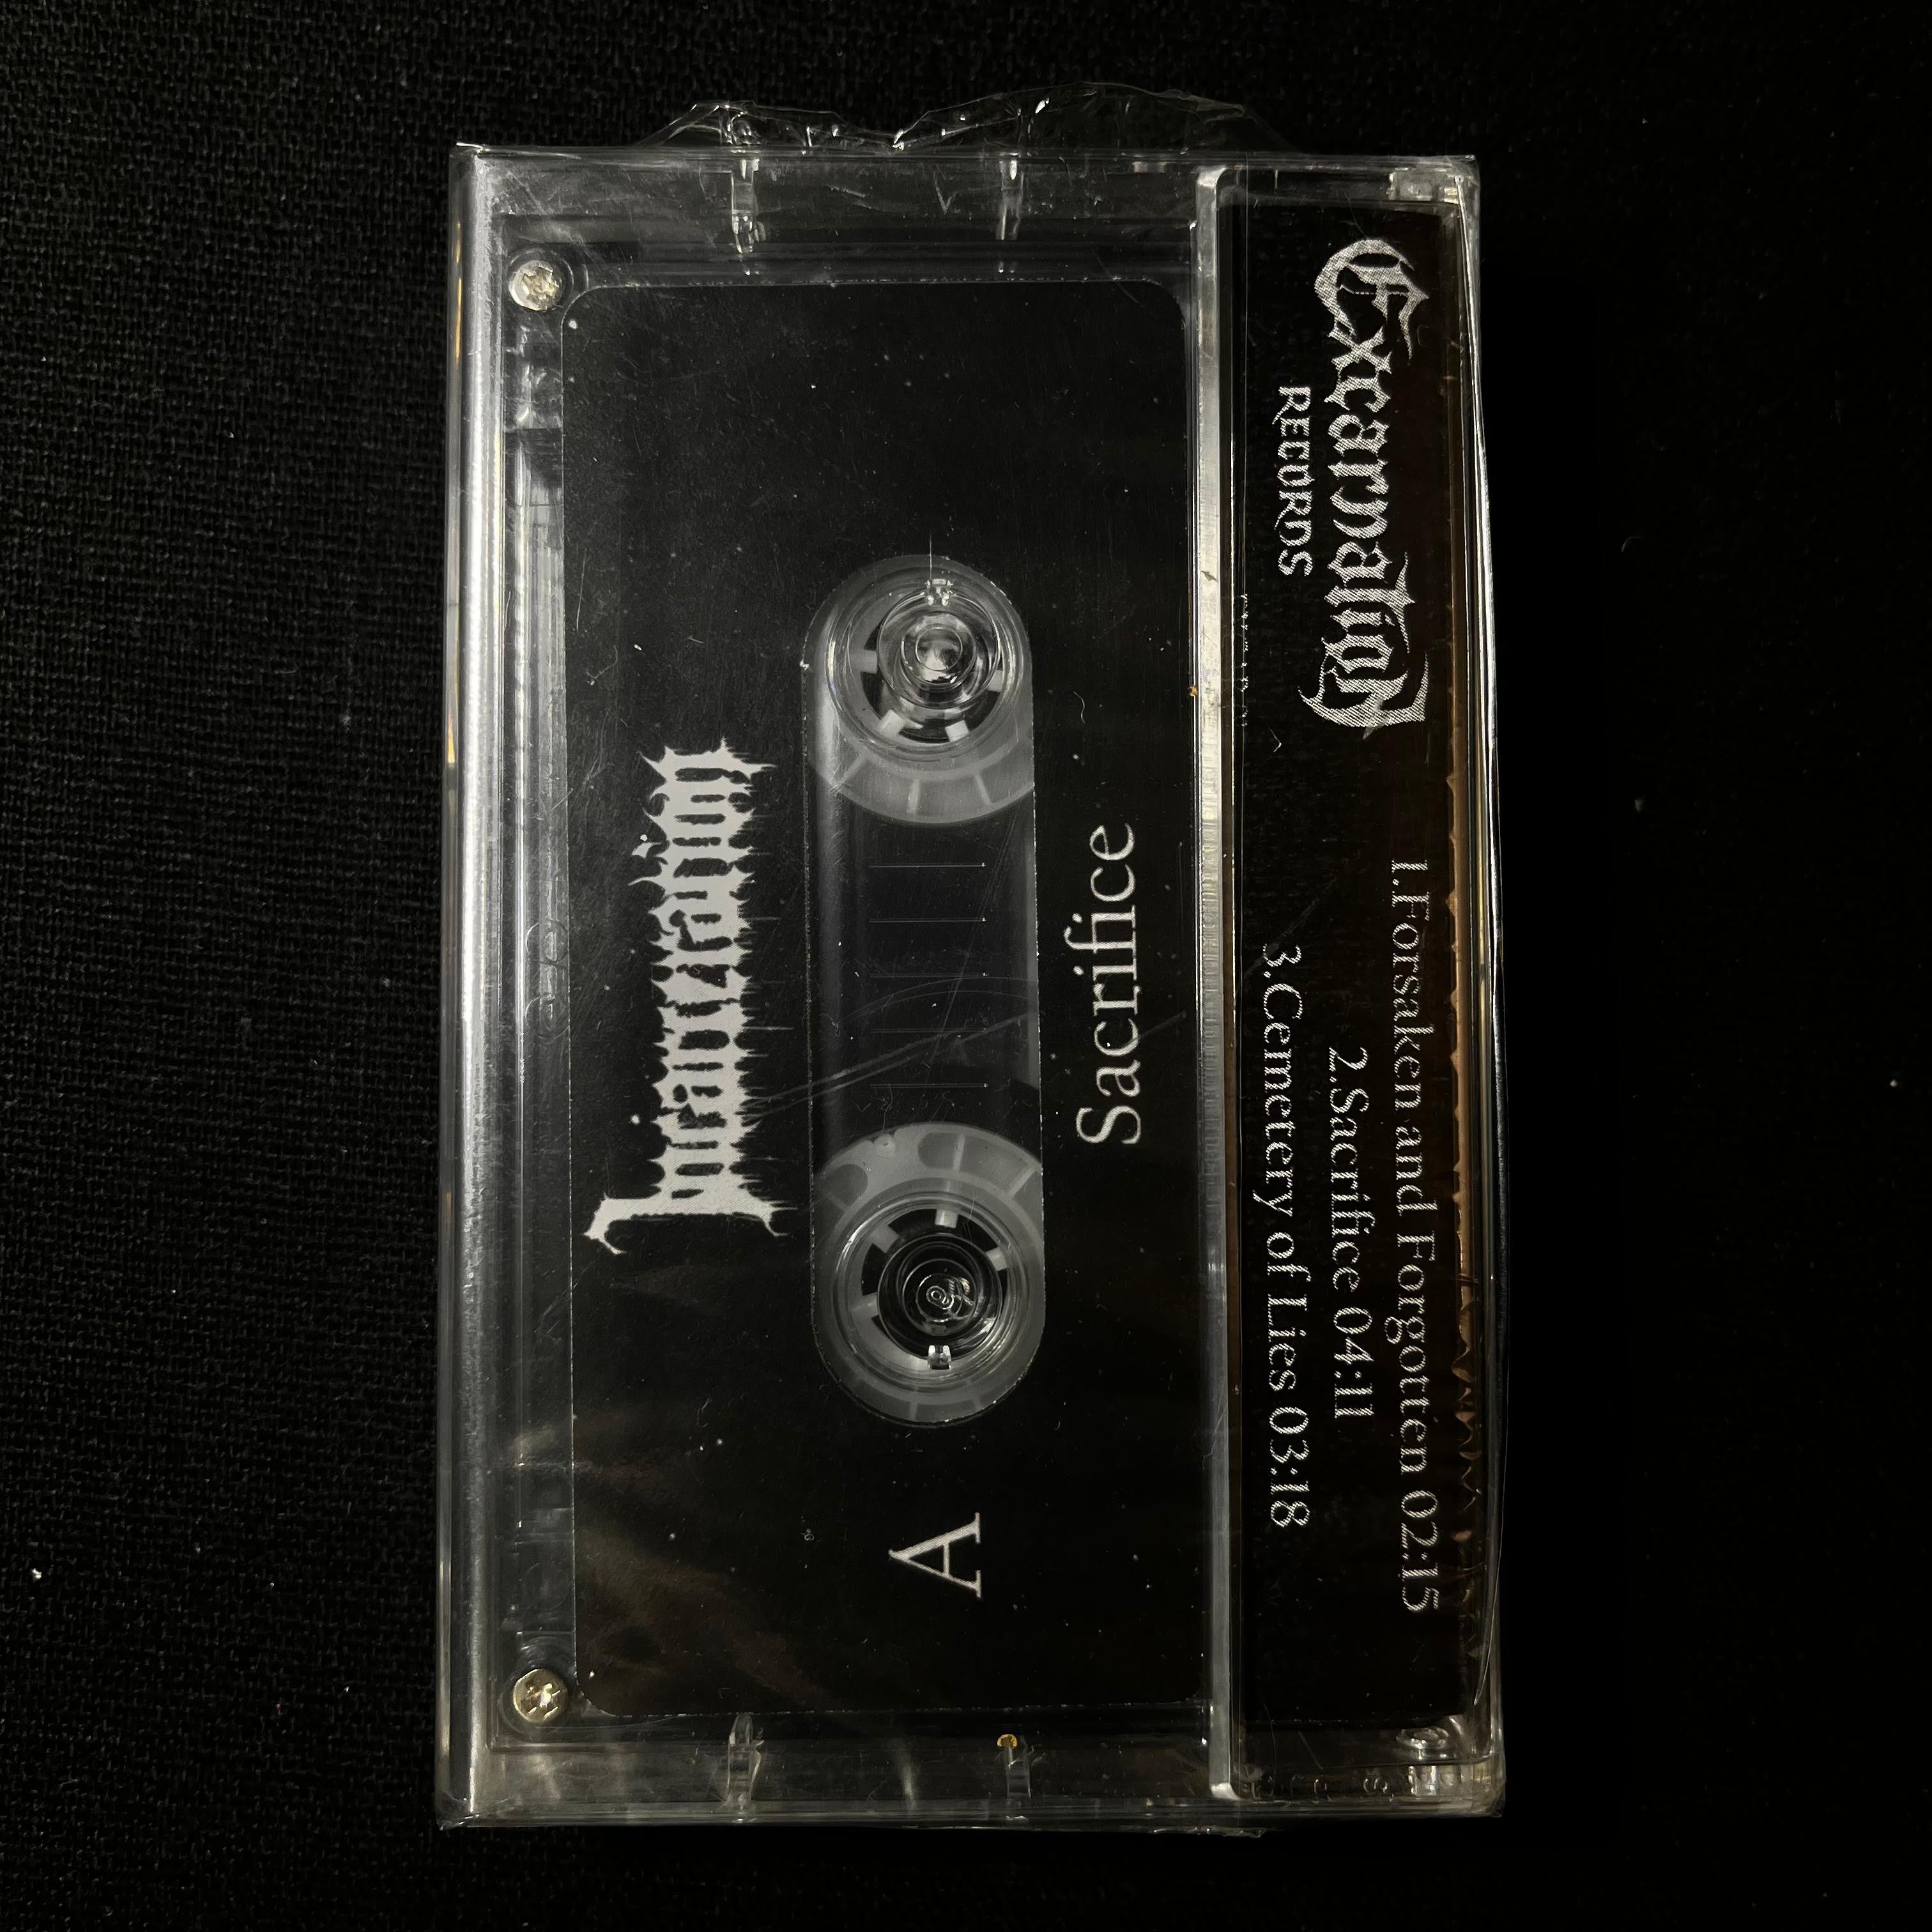 Sacrifice
A
Excarnation
RECORDS
1.Forsaken and Forgotten 02:15
2.Sacrifice 04:11
3.Cemetery of Lies 03:18